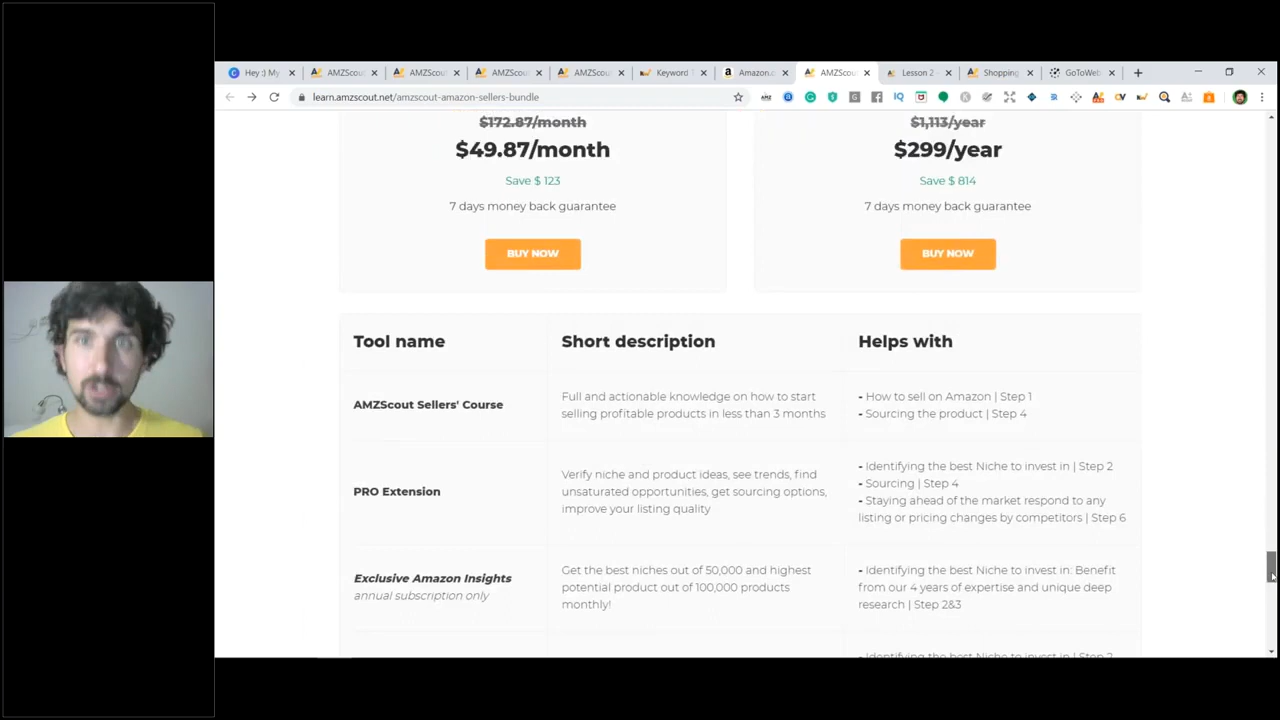 Hey :) My
AMZScou
AMZScou
AMZScou
AMZScou
Keyword
Amazon.c
AMZScou
Lesson 2 -
Shopping
GoToWeb
learn.amzscout.net/amzscout-amazon-sellers-bundle
$172.87/month
$1,113/year
$49.87/month
$299/year
Save $ 123
Save $ 814
7 days money back guarantee
7 days money back guarantee
BUY NOW
BUY NOW
Tool name
Short description
Helps with
AMZScout Sellers' Course
Full and actionable knowledge on how to start
selling profitable products in less than 3 months
- How to sell on Amazon | Step 1
- Sourcing the product | Step 4
PRO Extension
Verify niche and product ideas, see trends, find
unsaturated opportunities, get sourcing options,
improve your listing quality
- Identifying the best Niche to invest in | Step 2
- Sourcing | Step 4
- Staying ahead of the market respond to any
listing or pricing changes by competitors | Step 6
Exclusive Amazon Insights
annual subscription only
Get the best niches out of 50,000 and highest
potential product out of 100,000 products
monthly!
- Identifying the best Niche to invest in: Benefit
from our 4 years of expertise and unique deep
research | Step 2&3
- Identifying the best Niche to invest in | Step 2